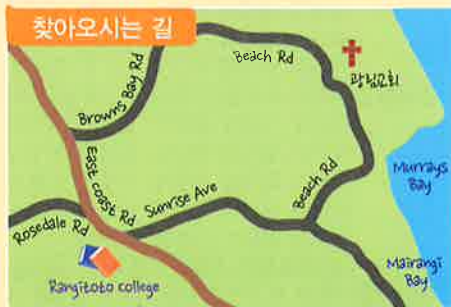 찾아오시는 길
Beach Rd
광림교회
Browns Bay Rd
East coast Rd
Sunrise Ave
Beach Rd
Murrays
Bay
Rosedale Rd
Rangitoto college
Mairangi
Bay